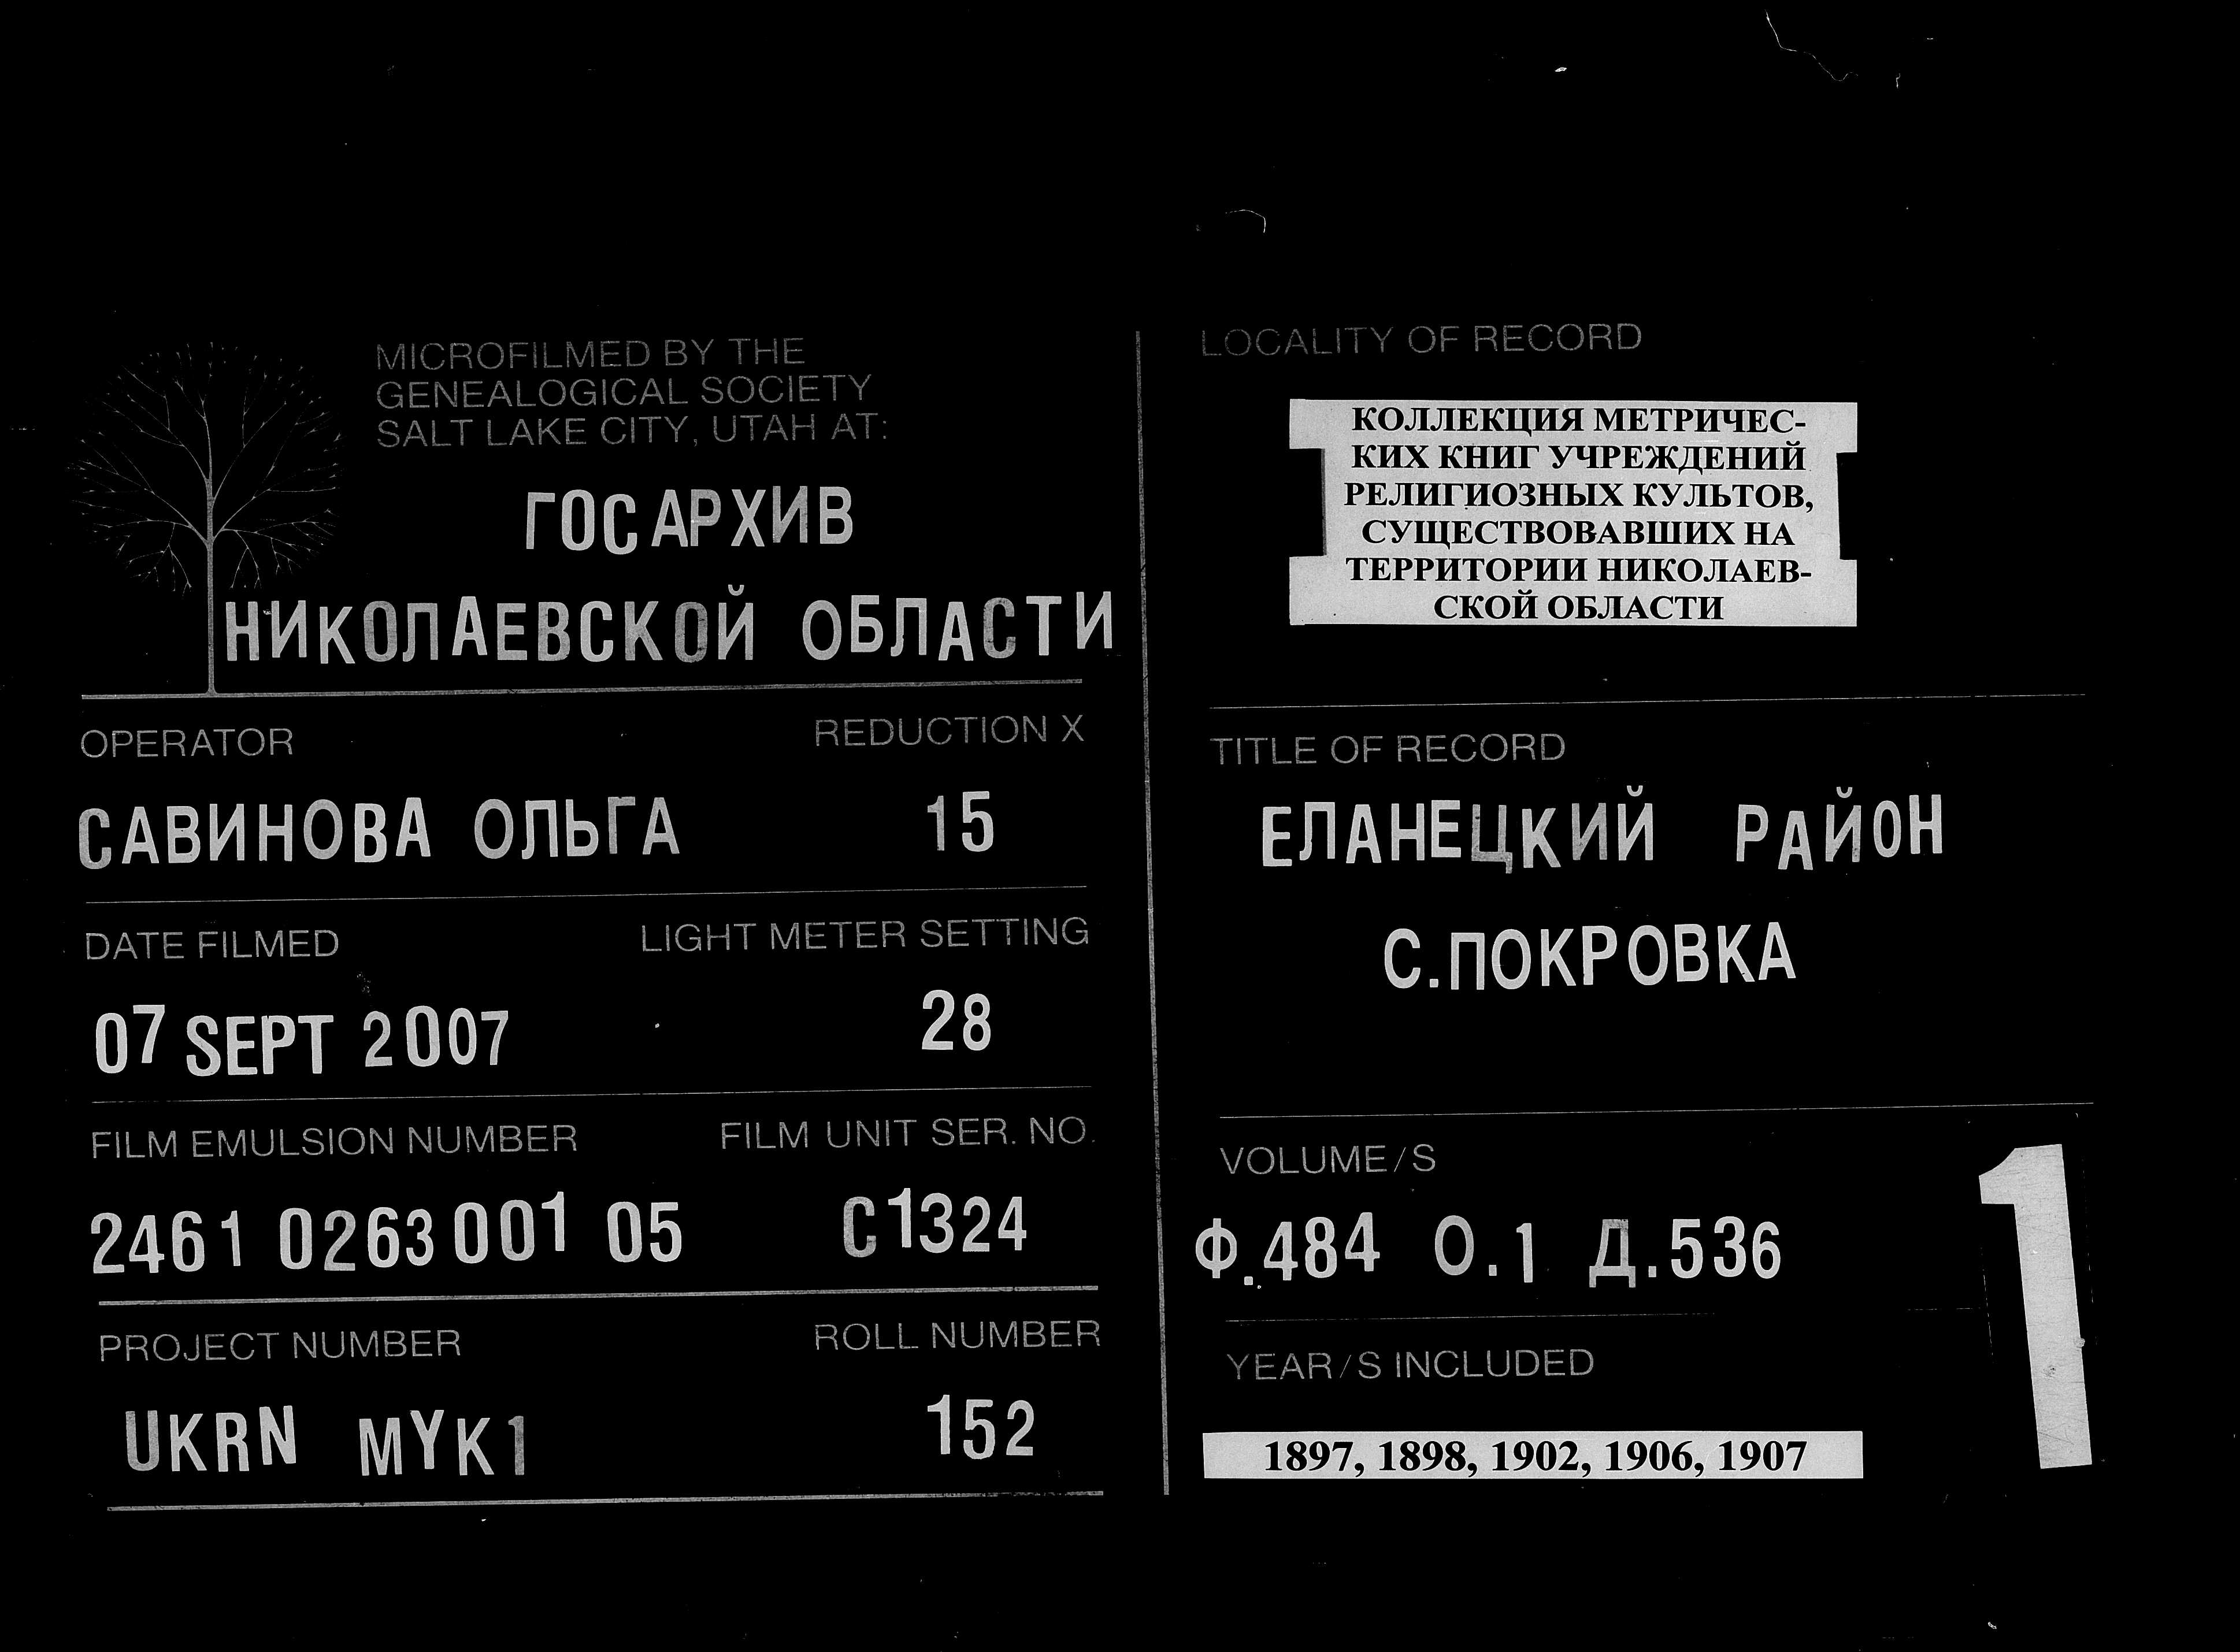 MICROFILMED BY THE
GENEALOGICAL SOCIETY
SALT LAKE CITY, UTAH AT:
ГОСАРХИВ
НИКОЛАЕВСКОЙ ОБЛАСТИ
OPERATOR
REDUCTION X
САВИНОВА ОЛЬГА
15
DATE FILMED
LIGHT METER SETTING
07 SEPT 2007
28
FILM EMULSION NUMBER
FILM UNIT SER. NO.
2461 0263 001 05
C1324
PROJECT NUMBER
ROLL NUMBER
UKRN MYK1
152
LOCALITY OF RECORD
КОЛЛЕКЦИЯ МЕТРИЧЕС-
КИХ КНИГ УЧРЕЖДЕНИЙ
РЕЛИГИОЗНЫХ КУЛЬТОВ,
СУЩЕСТВОВАВШИХ НА
ТЕРРИТОРИИ НИКОЛАЕВ-
СКОЙ ОБЛАСТИ
TITLE OF RECORD
ЕЛАНЕЦКИЙ РАЙОН
С.ПОКРОВКА
VOLUME/S
Ф.484 О.1 Д.536
1
YEAR/S INCLUDED
1897, 1898, 1902, 1906, 1907